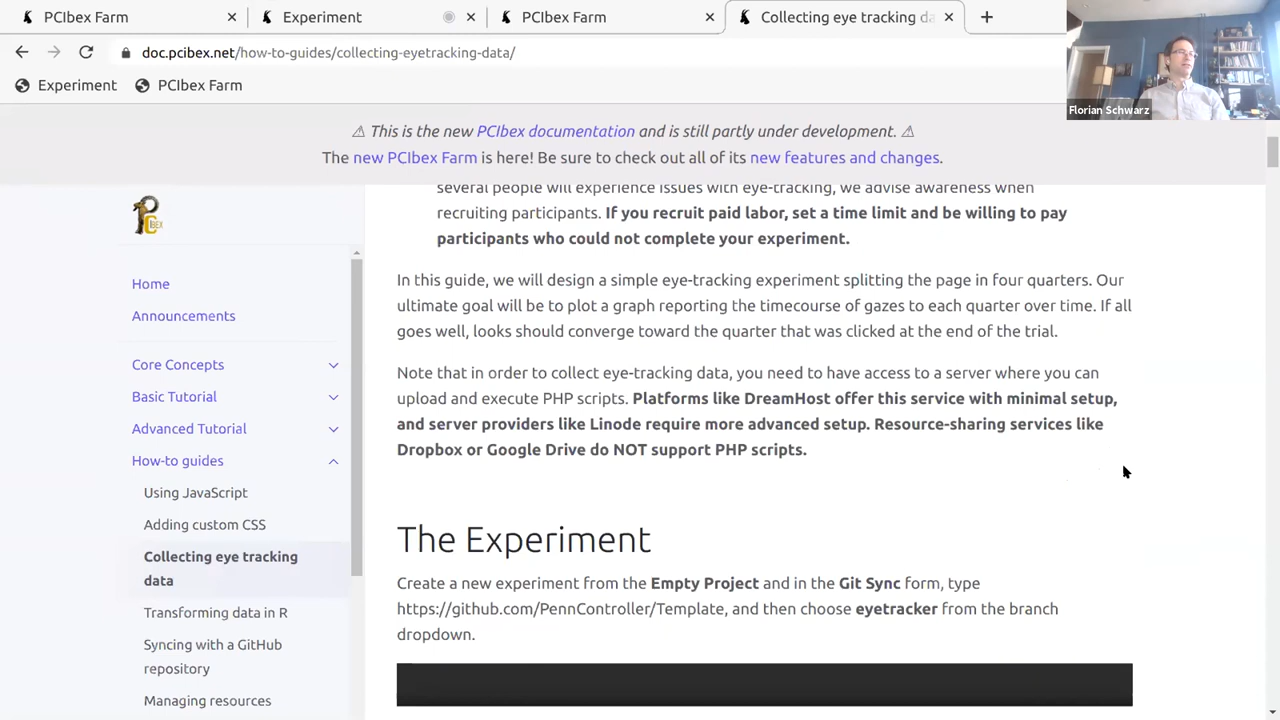 PCIbex Farm
Experiment
PCIbex Farm
Collecting eye tracking da
doc.pcibex.net/how-to-guides/collecting-eyetracking-data/
Experiment
PCIbex Farm
Florian Schwarz
⚠ This is the new PCIbex documentation and is still partly under development. ⚠
The new PCIbex Farm is here! Be sure to check out all of its new features and changes.
Home
Announcements
Core Concepts
Basic Tutorial
Advanced Tutorial
How-to guides
Using JavaScript
Adding custom CSS
Collecting eye tracking
data
Transforming data in R
Syncing with a GitHub
repository
Managing resources
several people will experience issues with eye-tracking, we advise awareness when
recruiting participants. If you recruit paid labor, set a time limit and be willing to pay
participants who could not complete your experiment.
In this guide, we will design a simple eye-tracking experiment splitting the page in four quarters. Our
ultimate goal will be to plot a graph reporting the timecourse of gazes to each quarter over time. If all
goes well, looks should converge toward the quarter that was clicked at the end of the trial.
Note that in order to collect eye-tracking data, you need to have access to a server where you can
upload and execute PHP scripts. Platforms like DreamHost offer this service with minimal setup,
and server providers like Linode require more advanced setup. Resource-sharing services like
Dropbox or Google Drive do NOT support PHP scripts.
The Experiment
Create a new experiment from the Empty Project and in the Git Sync form, type
https://github.com/PennController/Template, and then choose eyetracker from the branch
dropdown.